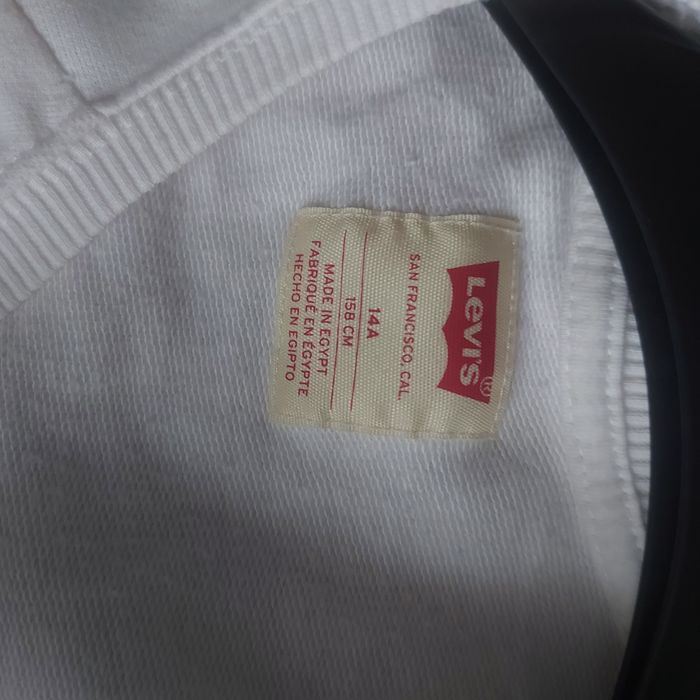 LEVI'S®
SAN FRANCISCO, CAL.
14A
158 CM
MADE IN EGYPT
FABRIQUÉ EN ÉGYPTE
HECHO EN EGIPTO